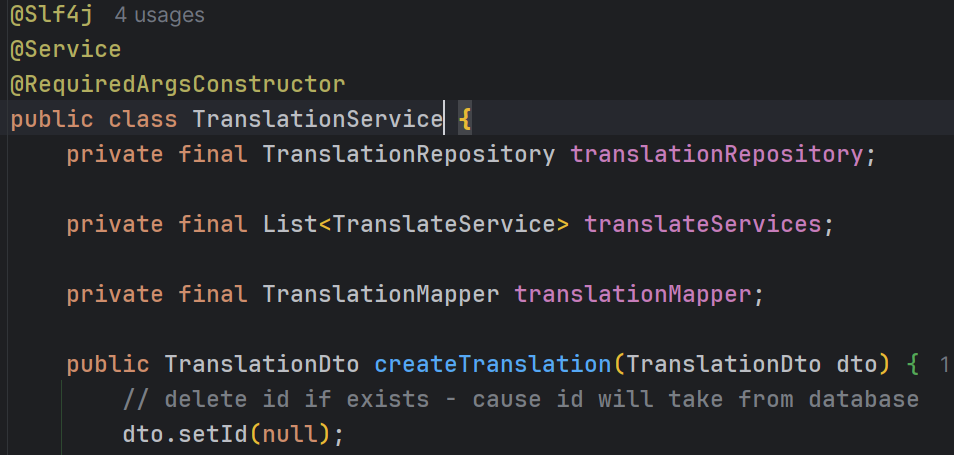 @Slf4j 4 usages
@Service
@RequiredArgsConstructor
public class TranslationService {
private final TranslationRepository translationRepository;
private final List<TranslateService> translateServices;
private final TranslationMapper translationMapper;
public TranslationDto createTranslation(TranslationDto dto) { 1
// delete id if exists - cause id will take from database
dto.setId(null);